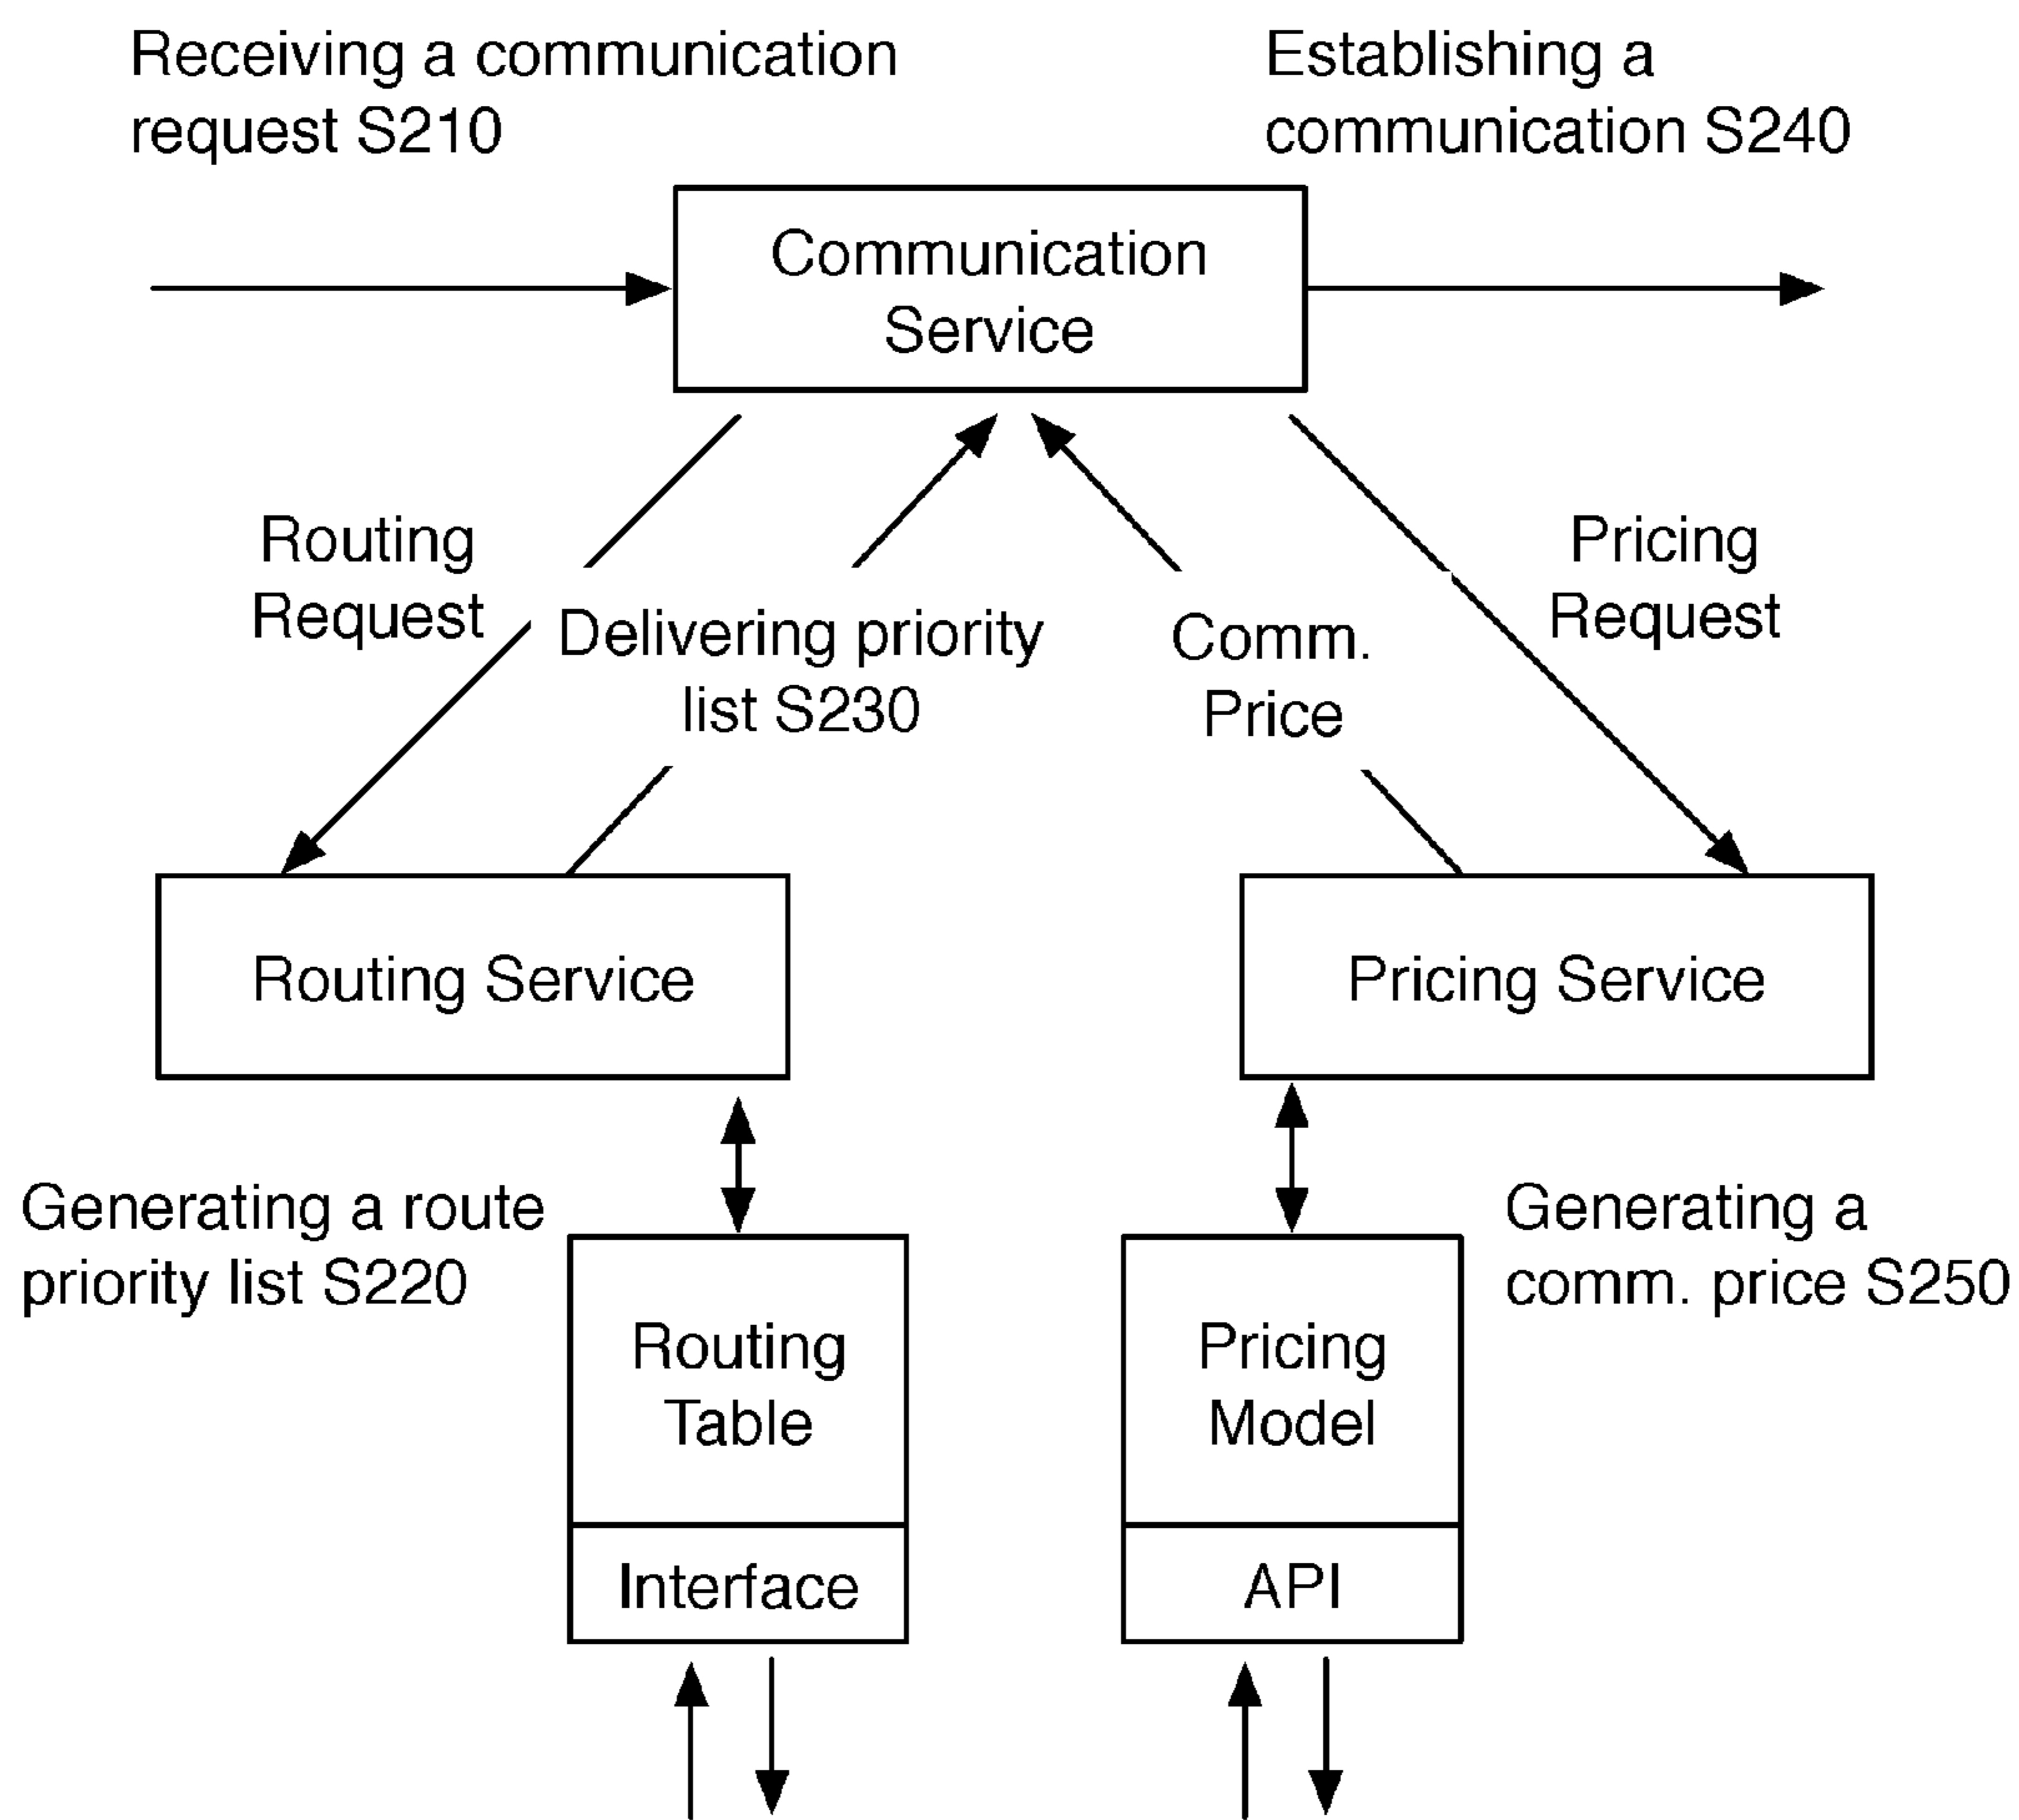 Receiving a communication
request S210
Establishing a
communication S240
Communication
Service
Routing
Request
Delivering priority
list S230
Comm.
Price
Pricing
Request
Routing Service
Pricing Service
Generating a route
priority list S220
Generating a
comm. price S250
Routing
Table
Interface
Pricing
Model
API